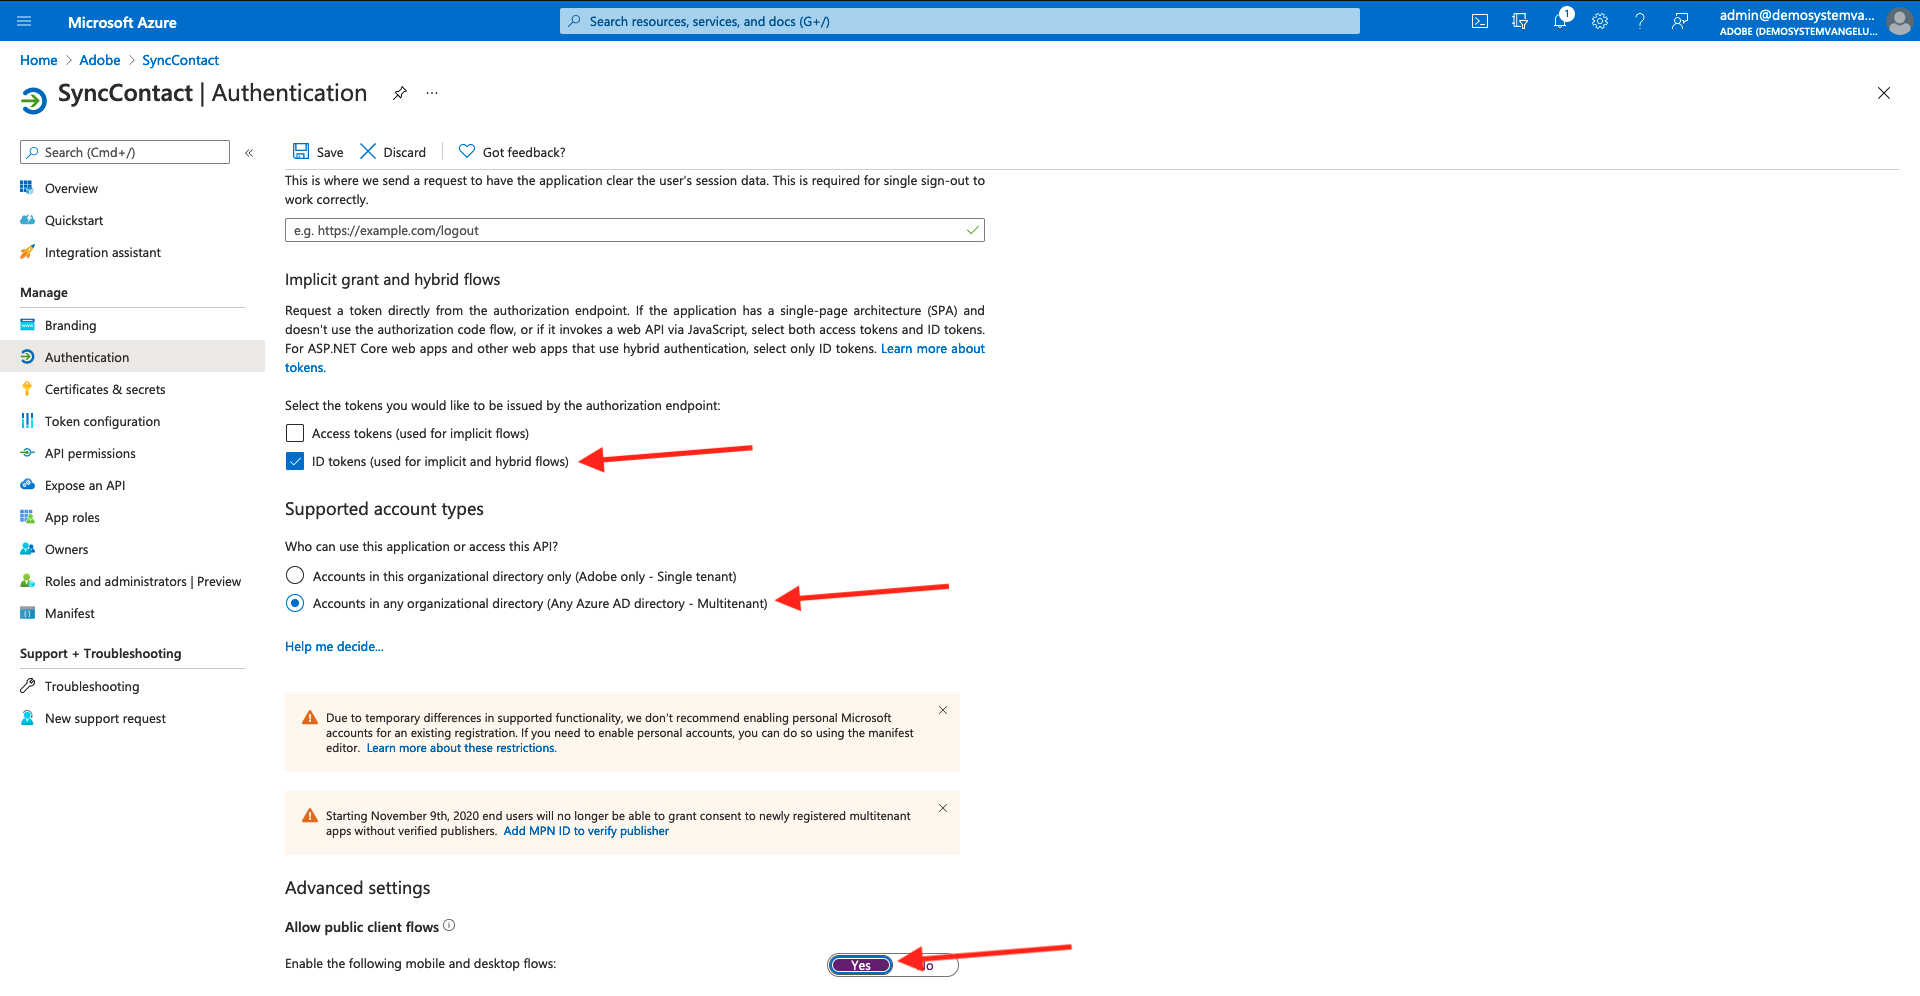 Microsoft Azure
Search resources, services, and docs (G+/)
1
admin@demosystemva...
ADOBE (DEMOSYSTEMVANGELU...
Home > Adobe > SyncContact
SyncContact | Authentication
...
Search (Cmd+/)
«
Overview
Quickstart
Integration assistant
Manage
Branding
Authentication
Certificates & secrets
Token configuration
API permissions
Expose an API
App roles
Owners
Roles and administrators | Preview
Manifest
Support + Troubleshooting
Troubleshooting
New support request
Save
Discard
Got feedback?
This is where we send a request to have the application clear the user's session data. This is required for single sign-out to
work correctly.
e.g. https://example.com/logout
Implicit grant and hybrid flows
Request a token directly from the authorization endpoint. If the application has a single-page architecture (SPA) and
doesn't use the authorization code flow, or if it invokes a web API via JavaScript, select both access tokens and ID tokens.
For ASP.NET Core web apps and other web apps that use hybrid authentication, select only ID tokens. Learn more about
tokens.
Select the tokens you would like to be issued by the authorization endpoint:
Access tokens (used for implicit flows)
ID tokens (used for implicit and hybrid flows)
Supported account types
Who can use this application or access this API?
Accounts in this organizational directory only (Adobe only - Single tenant)
Accounts in any organizational directory (Any Azure AD directory - Multitenant)
Help me decide...
Due to temporary differences in supported functionality, we don't recommend enabling personal Microsoft
accounts for an existing registration. If you need to enable personal accounts, you can do so using the manifest
editor. Learn more about these restrictions.
Starting November 9th, 2020 end users will no longer be able to grant consent to newly registered multitenant
apps without verified publishers. Add MPN ID to verify publisher
Advanced settings
Allow public client flows
Enable the following mobile and desktop flows:
Yes